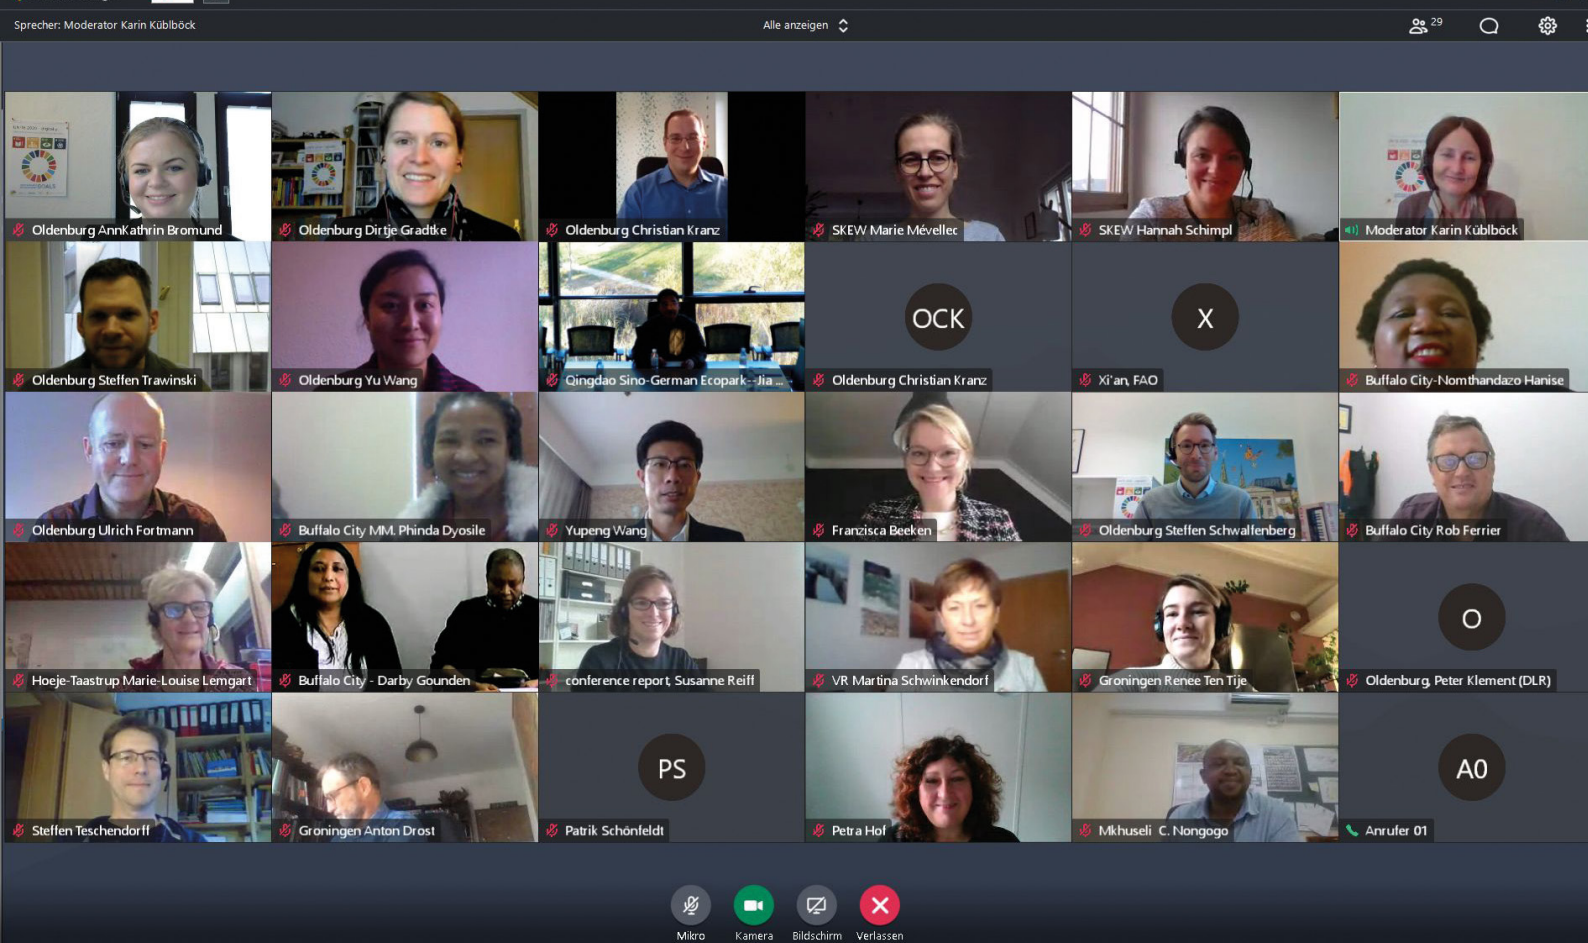 Sprecher: Moderator Karin Küblböck
Alle anzeigen
29
Oldenburg AnnKathrin Bromund
Oldenburg Dirtje Gradtke
Oldenburg Christian Kranz
SKEW Marie Mévellec
SKEW Hannah Schimpl
Moderator Karin Küblböck
Oldenburg Steffen Trawinski
Oldenburg Yu Wang
Qingdao Sino-German Ecopark--Jia ...
OCK
Oldenburg Christian Kranz
X
Xi'an, FAO
Buffalo City-Nomthandazo Hanise
Oldenburg Ulrich Fortmann
Buffalo City MM. Phinda Dyosile
Yupeng Wang
Franzisca Beeken
Oldenburg Steffen Schwalfenberg
Buffalo City Rob Ferrier
Hoeje-Taastrup Marie-Louise Lemgart
Buffalo City - Darby Gounden
conference report, Susanne Reiff
VR Martina Schwinkendorf
Groningen Renee Ten Tije
O
Oldenburg, Peter Klement (DLR)
Steffen Teschendorff
Groningen Anton Drost
PS
Patrik Schönfeldt
Petra Hof
Mkhuseli C. Nongogo
A0
Anrufer 01
Mikro
Kamera
Bildschirm
Verlassen